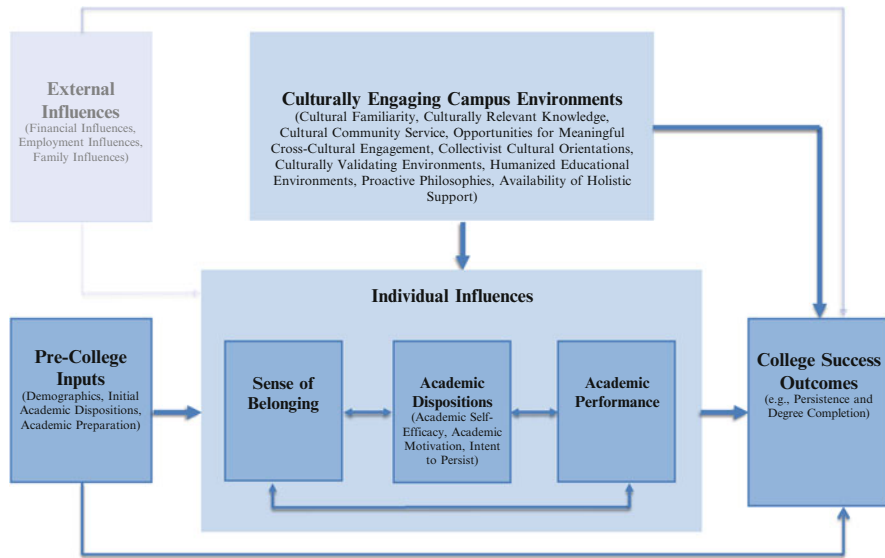 External
Influences
(Financial Influences,
Employment Influences,
Family Influences)
Culturally Engaging Campus Environments
(Cultural Familiarity, Culturally Relevant Knowledge,
Cultural Community Service, Opportunities for Meaningful
Cross-Cultural Engagement, Collectivist Cultural Orientations,
Culturally Validating Environments, Humanized Educational
Environments, Proactive Philosophies, Availability of Holistic
Support)
Individual Influences
Pre-College
Inputs
(Demographics, Initial
Academic Dispositions,
Academic Preparation)
Sense of
Belonging
Academic
Dispositions
(Academic Self-
Efficacy, Academic
Motivation, Intent
to Persist)
Academic
Performance
College Success
Outcomes
(e.g., Persistence and
Degree Completion)